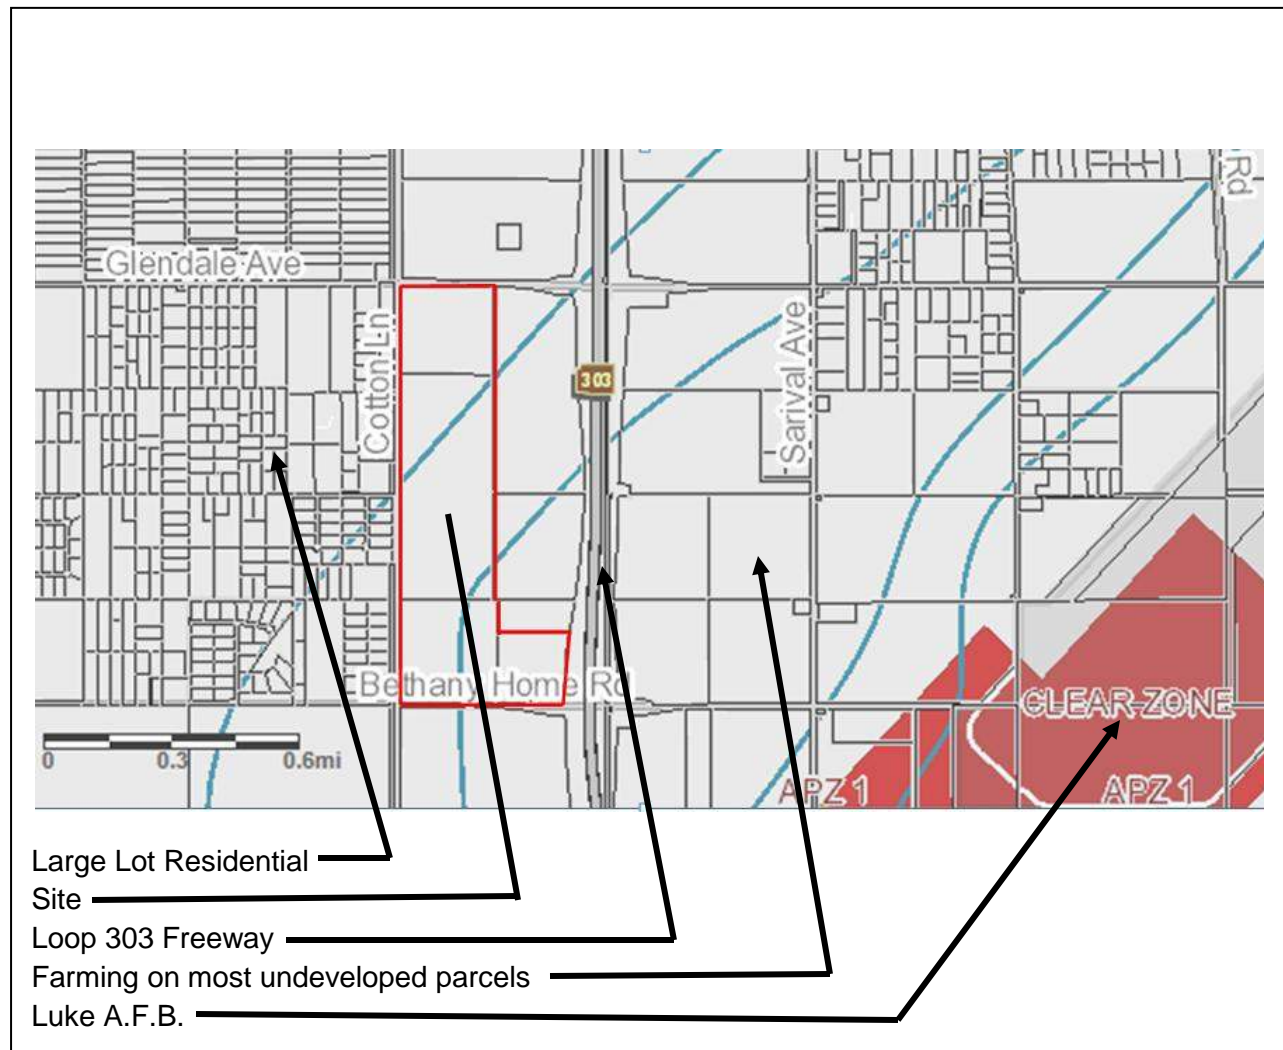 Rd
Glendale Ave
Cotton Ln
Sarival Ave
303
Bethany Home Rd
CLEAR ZONE
0 0.3 0.6mi
APZ 1 APZ 1
Large Lot Residential
Site
Loop 303 Freeway
Farming on most undeveloped parcels
Luke A.F.B.